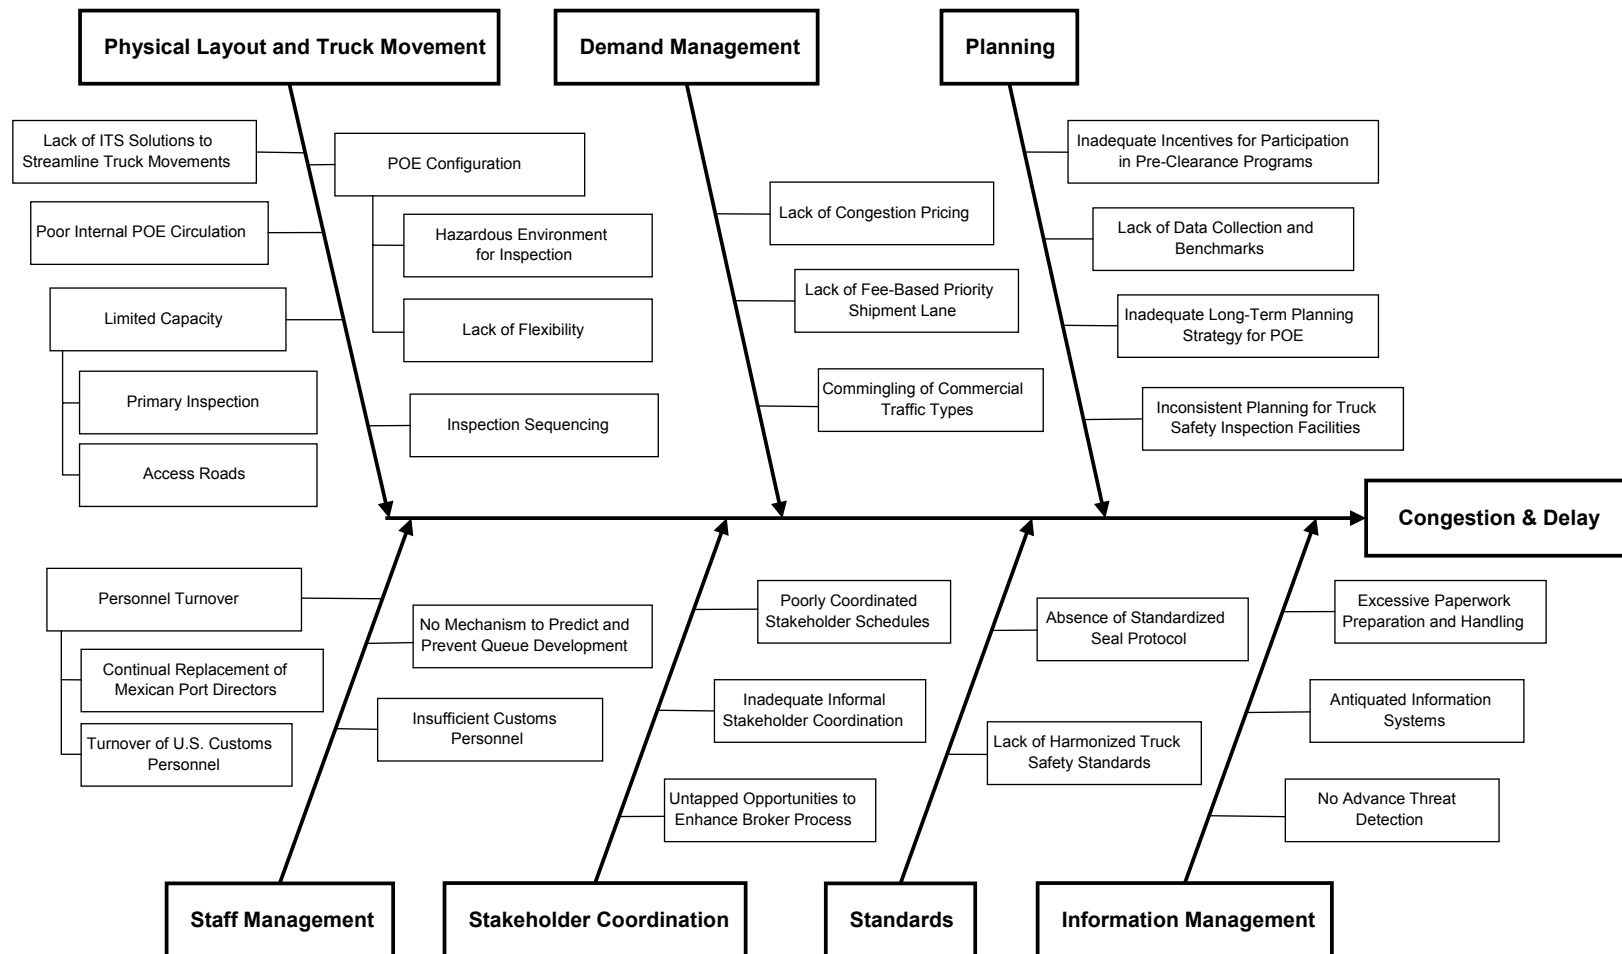 Physical Layout and Truck Movement
Demand Management
Planning
Lack of ITS Solutions to
Streamline Truck Movements
POE Configuration
Poor Internal POE Circulation
Hazardous Environment
for Inspection
Limited Capacity
Lack of Flexibility
Primary Inspection
Access Roads
Inspection Sequencing
Lack of Congestion Pricing
Lack of Fee-Based Priority
Shipment Lane
Commingling of Commercial
Traffic Types
Inadequate Incentives for Participation
in Pre-Clearance Programs
Lack of Data Collection and
Benchmarks
Inadequate Long-Term Planning
Strategy for POE
Inconsistent Planning for Truck
Safety Inspection Facilities
Congestion & Delay
Personnel Turnover
Continual Replacement of
Mexican Port Directors
Turnover of U.S. Customs
Personnel
No Mechanism to Predict and
Prevent Queue Development
Insufficient Customs
Personnel
Poorly Coordinated
Stakeholder Schedules
Inadequate Informal
Stakeholder Coordination
Untapped Opportunities to
Enhance Broker Process
Absence of Standardized
Seal Protocol
Lack of Harmonized Truck
Safety Standards
Excessive Paperwork
Preparation and Handling
Antiquated Information
Systems
No Advance Threat
Detection
Staff Management
Stakeholder Coordination
Standards
Information Management